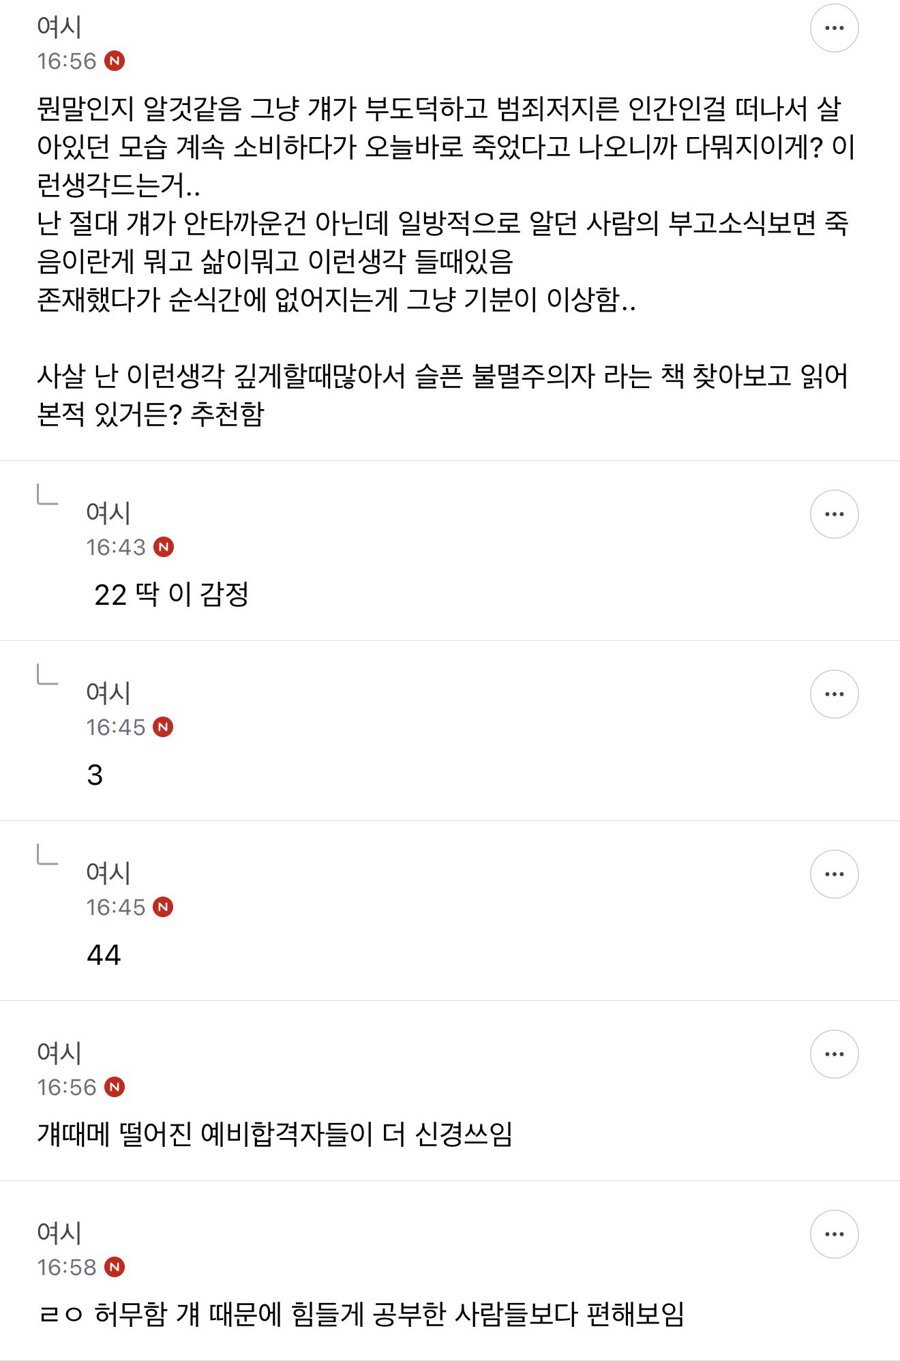 여시
16:56 N
뭔말인지 알것같음 그냥 걔가 부도덕하고 범죄저지른 인간인걸 떠나서 살
아있던 모습 계속 소비하다가 오늘바로 죽었다고 나오니까 다뭐지이게? 이
런생각드는거..
난 절대 걔가 안타까운건 아닌데 일방적으로 알던 사람의 부고소식보면 죽
음이란게 뭐고 삶이뭐고 이런생각 들때있음
존재했다가 순식간에 없어지는게 그냥 기분이 이상함..
사살 난 이런생각 깊게할때많아서 슬픈 불멸주의자 라는 책 찾아보고 읽어
본적 있거든? 추천함
여시
16:43 N
22 딱 이 감정
여시
16:45 N
3
여시
16:45 N
44
여시
16:56 N
걔때메 떨어진 예비합격자들이 더 신경쓰임
여시
16:58 N
ㄹㅇ 허무함 걔 때문에 힘들게 공부한 사람들보다 편해보임